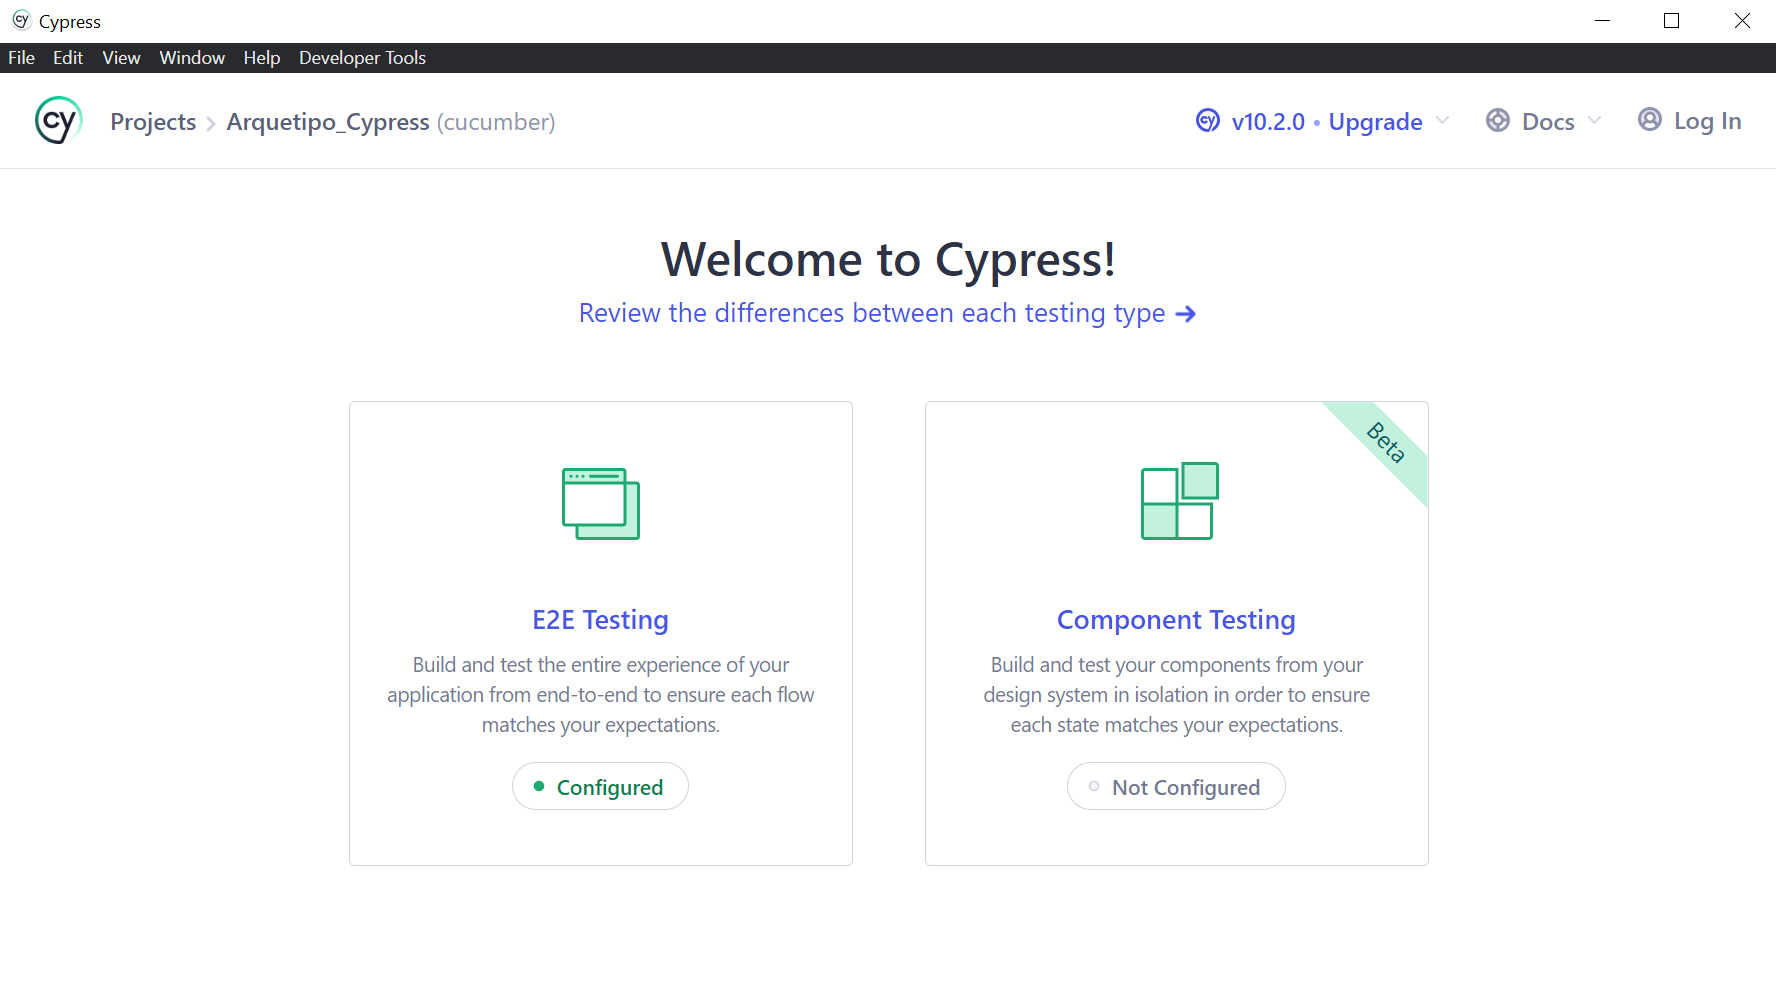 cy Cypress
File Edit View Window Help Developer Tools
cy Projects Arquetipo_Cypress (cucumber) cy v10.2.0 • Upgrade Docs Log In
Welcome to Cypress!
Review the differences between each testing type →
Beta
E2E Testing
Build and test the entire experience of your
application from end-to-end to ensure each flow
matches your expectations.
Configured
Component Testing
Build and test your components from your
design system in isolation in order to ensure
each state matches your expectations.
Not Configured